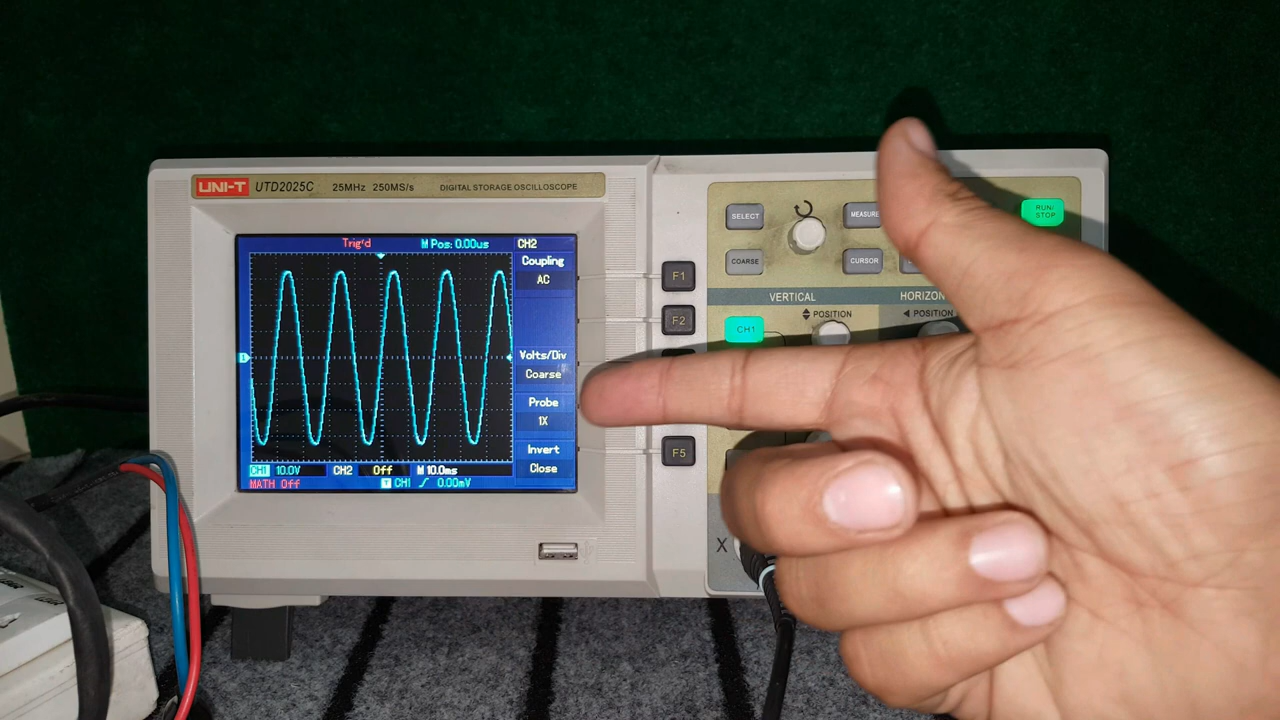 UNI-T UTD2025C 25MHz 250MS/s DIGITAL STORAGE OSCILLOSCOPE
Trig'd M Pos: 0.00us CH2
Coupling
AC
Volts/Div
Coarse
Probe
1X
Invert
Close
CH1 10.0V CH2 Off M 10.0ms
MATH Off T CH1 0.00mV
F1
F2
F5
SELECT
MEASURE
RUN/
STOP
COARSE
CURSOR
VERTICAL
POSITION
POSITION
CH1
X